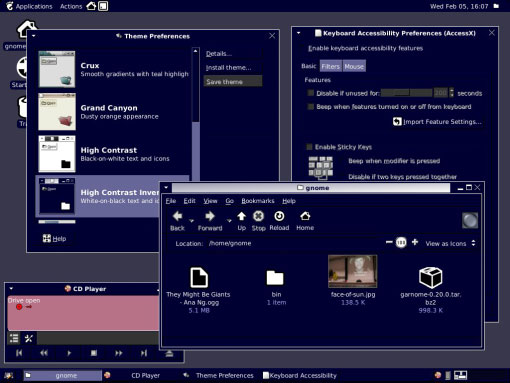 Applications Actions
Wed Feb 05, 16:07
gnome
Start
Tr
Theme Preferences
Crux
Smooth gradients with teal highligh
Grand Canyon
Dusty orange appearance
High Contrast
Black-on-white text and icons
High Contrast Inver
White-on-black text and ic
Details...
Install theme...
Save theme
Help
Keyboard Accessibility Preferences (AccessX)
Enable keyboard accessibility features
Basic Filters Mouse
Features
Disable if unused for: 200 seconds
Beep when features turned on or off from keyboard
Import Feature Settings...
Enable Sticky Keys
Beep when modifier is pressed
Disable if two keys pressed together
gnome
File Edit View Go Bookmarks Help
Back Forward Up Stop Reload Home
Location: /home/gnome
100 View as Icons
They Might Be Giants
- Ana Ng.ogg
5.1 MB
bin
1 item
face-of-sun.jpg
138.5 K
garnome-0.20.0.tar.
bz2
998.3 K
CD Player
Drive open
gnome CD Player Theme Preferences Keyboard Accessibility